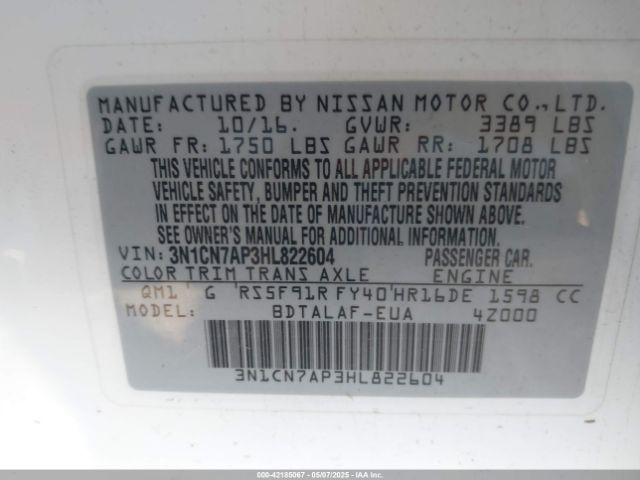 MANUFACTURED BY NISSAN MOTOR CO.,LTD.
DATE: 10/16. GVWR: 3389 LBS
GAWR FR: 1750 LBS GAWR RR: 1708 LBS
THIS VEHICLE CONFORMS TO ALL APPLICABLE FEDERAL MOTOR
VEHICLE SAFETY, BUMPER AND THEFT PREVENTION STANDARDS
IN EFFECT ON THE DATE OF MANUFACTURE SHOWN ABOVE.
SEE OWNER'S MANUAL FOR ADDITIONAL INFORMATION.
VIN: 3N1CN7AP3HL822604 PASSENGER CAR.
COLOR TRIM TRANS AXLE ENGINE
QM1 G RS5F91R FY40 HR16DE 1598 CC
MODEL: BDTALAF-EUA 4Z000
3N1CN7AP3HL822604
000-42185067 - 05/07/2025 - COPYRIGHT IAA, LLC